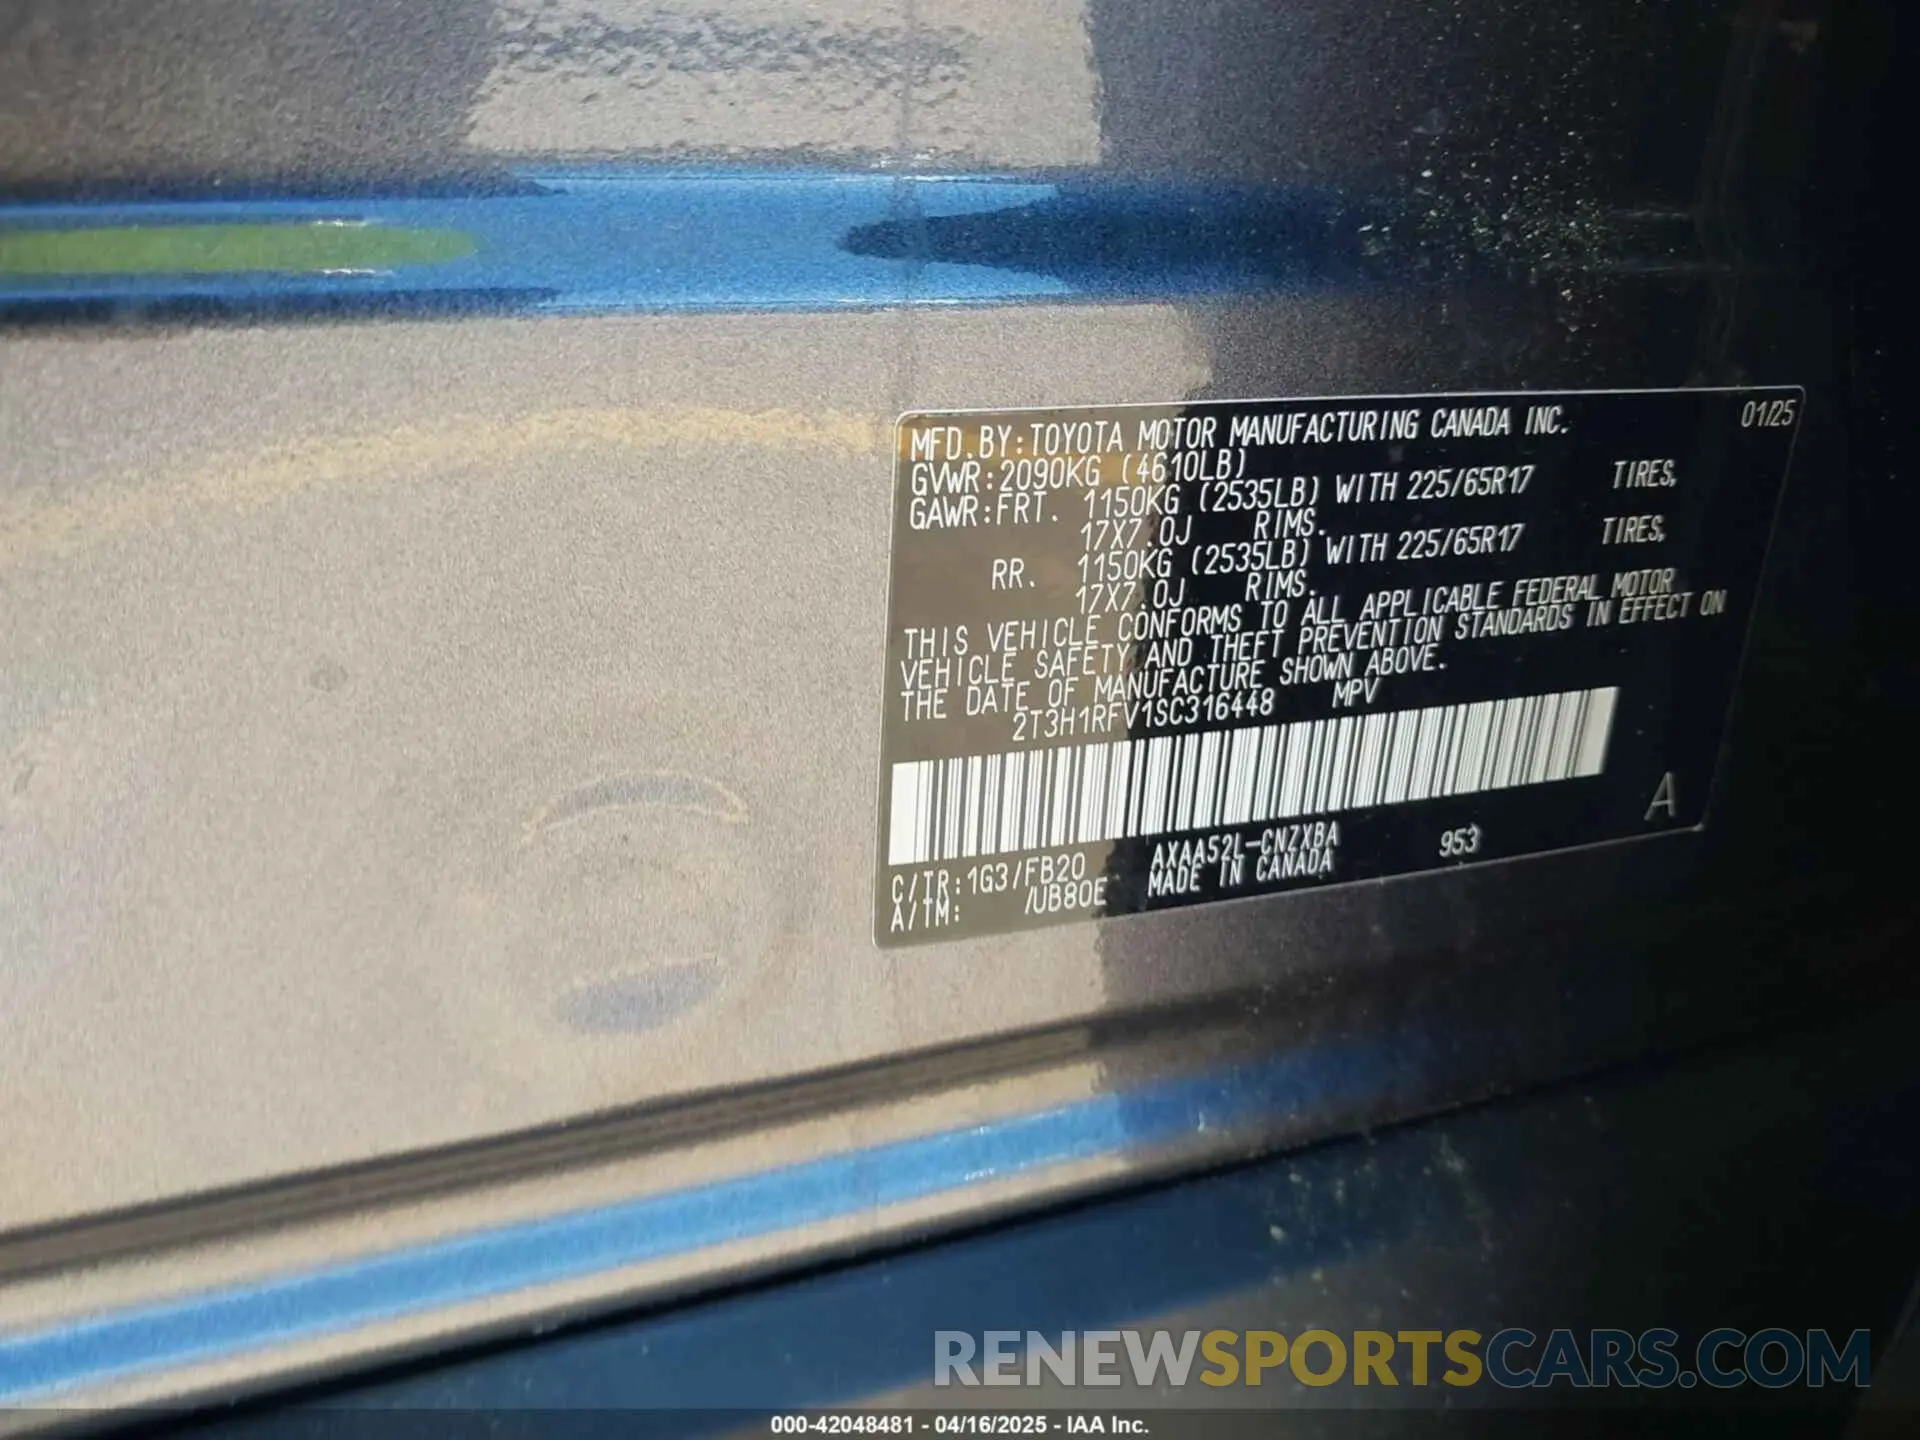 MFD.BY:TOYOTA MOTOR MANUFACTURING CANADA INC. 01/25
GVWR:2090KG (4610LB)
GAWR:FRT. 1150KG (2535LB) WITH 225/65R17 TIRES,
17X7.0J RIMS.
RR. 1150KG (2535LB) WITH 225/65R17 TIRES,
17X7.0J RIMS.
THIS VEHICLE CONFORMS TO ALL APPLICABLE FEDERAL MOTOR
VEHICLE SAFETY AND THEFT PREVENTION STANDARDS IN EFFECT ON
THE DATE OF MANUFACTURE SHOWN ABOVE.
2T3H1RFV1SC316448 MPV
A
C/TR:1G3/FB20 AXAA52L-CNZXBA 953
A/TM: /UB80E MADE IN CANADA
RENEWSPORTSCARS.COM
000-42048481 - 04/16/2025 - IAA Inc.